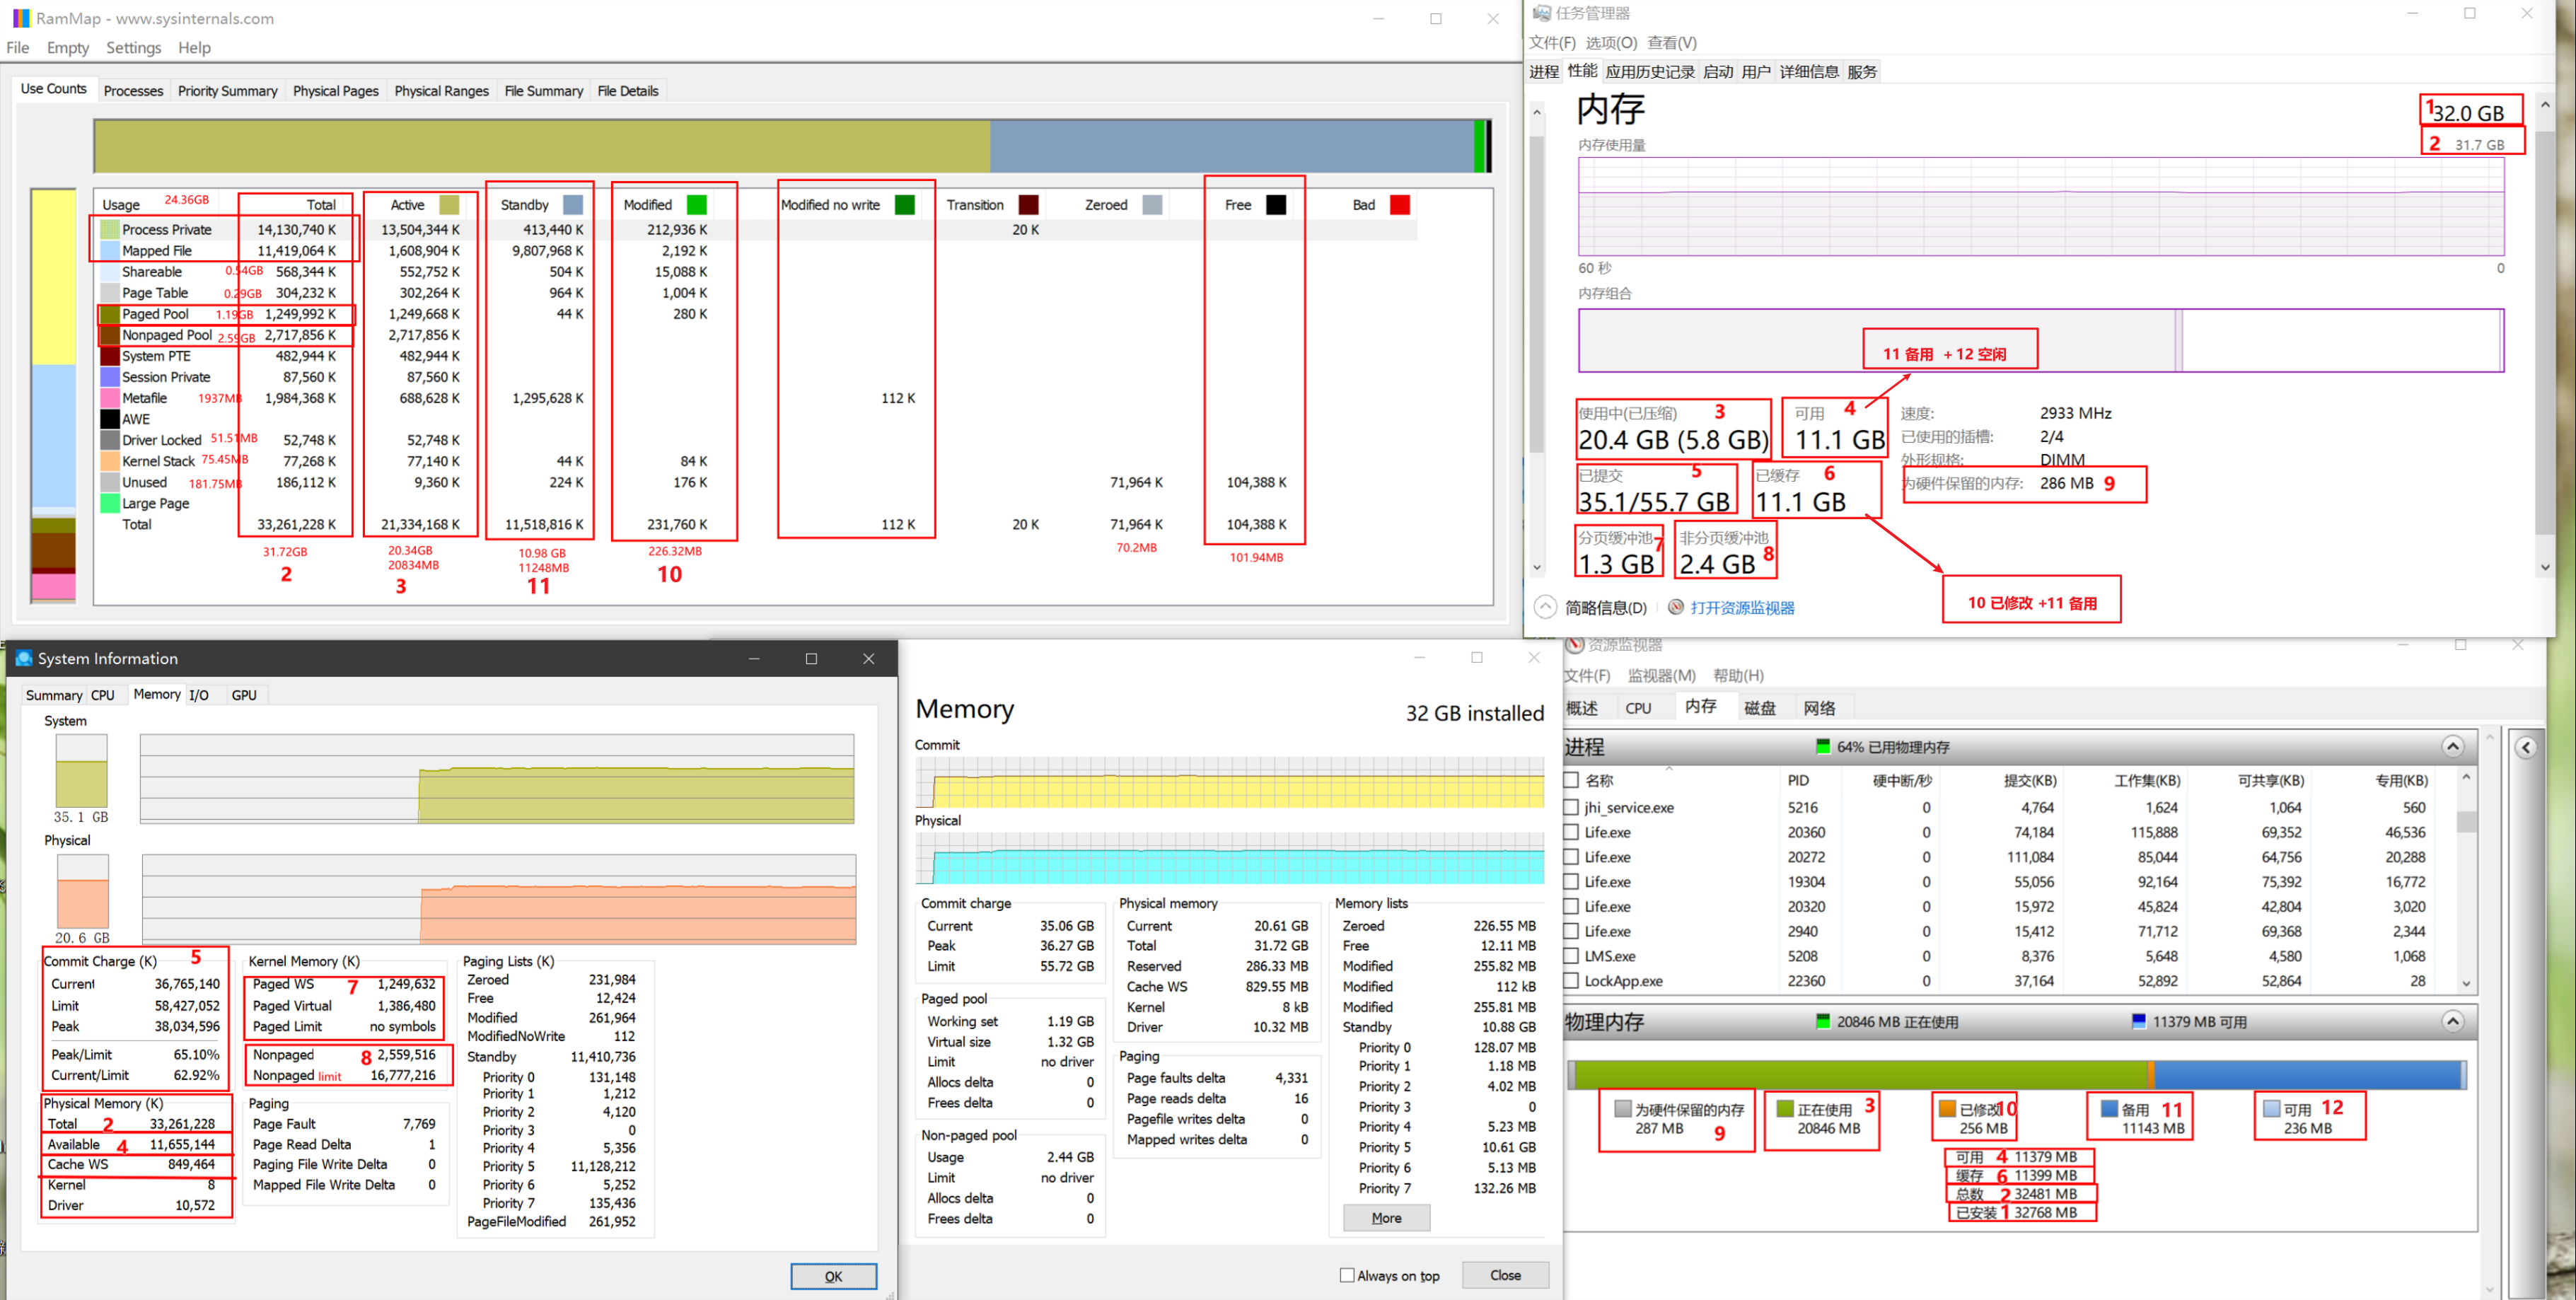 RamMap - www.sysinternals.com
File Empty Settings Help
Use Counts Processes Priority Summary Physical Pages Physical Ranges File Summary File Details
Usage 24.36GB Total Active Standby Modified Modified no write Transition Zeroed Free Bad
Process Private 14,130,740 K 13,504,344 K 413,440 K 212,936 K 20 K
Mapped File 11,419,064 K 1,608,904 K 9,807,968 K 2,192 K
Shareable 0.54GB 568,344 K 552,752 K 504 K 15,088 K
Page Table 0.29GB 304,232 K 302,264 K 964 K 1,004 K
Paged Pool 1.19GB 1,249,992 K 1,249,668 K 44 K 280 K
Nonpaged Pool 2.59GB 2,717,856 K 2,717,856 K
System PTE 482,944 K 482,944 K
Session Private 87,560 K 87,560 K
Metafile 1937MB 1,984,368 K 688,628 K 1,295,628 K 112 K
AWE
Driver Locked 51.51MB 52,748 K 52,748 K
Kernel Stack 75.45MB 77,268 K 77,140 K 44 K 84 K
Unused 181.75MB 186,112 K 9,360 K 224 K 176 K 71,964 K 104,388 K
Large Page
Total 33,261,228 K 21,334,168 K 11,518,816 K 231,760 K 112 K 20 K 71,964 K 104,388 K
31.72GB 20.34GB 10.98 GB 226.32MB 70.2MB 101.94MB
20834MB 11248MB
2 3 11 10
任务管理器
文件(F) 选项(O) 查看(V)
进程 性能 应用历史记录 启动 用户 详细信息 服务
内存 1 32.0 GB
内存使用量 2 31.7 GB
60 秒 0
内存组合
11 备用 + 12 空闲
使用中(已压缩) 3 可用 4 速度: 2933 MHz
20.4 GB (5.8 GB) 11.1 GB 已使用的插槽: 2/4
外形规格: DIMM
已提交 5 已缓存 6 为硬件保留的内存: 286 MB 9
35.1/55.7 GB 11.1 GB
分页缓冲池 7 非分页缓冲池 8
1.3 GB 2.4 GB
10 已修改 +11 备用
简略信息(D) 打开资源监视器
System Information
Summary CPU Memory I/O GPU
System
35.1 GB
Physical
20.6 GB
Commit Charge (K) 5
Current 36,765,140
Limit 58,427,052
Peak 38,034,596
Peak/Limit 65.10%
Current/Limit 62.92%
Physical Memory (K)
Total 2 33,261,228
Available 4 11,655,144
Cache WS 849,464
Kernel 8
Driver 10,572
Kernel Memory (K)
Paged WS 7 1,249,632
Paged Virtual 1,386,480
Paged Limit no symbols
Nonpaged 8 2,559,516
Nonpaged limit 16,777,216
Paging
Page Fault 7,769
Page Read Delta 1
Paging File Write Delta 0
Mapped File Write Delta 0
Paging Lists (K)
Zeroed 231,984
Free 12,424
Modified 261,964
ModifiedNoWrite 112
Standby 11,410,736
Priority 0 131,148
Priority 1 1,212
Priority 2 4,120
Priority 3 0
Priority 4 5,356
Priority 5 11,128,212
Priority 6 5,252
Priority 7 135,436
PageFileModified 261,952
OK
Memory 32 GB installed
Commit
Physical
Commit charge
Current 35.06 GB
Peak 36.27 GB
Limit 55.72 GB
Paged pool
Working set 1.19 GB
Virtual size 1.32 GB
Limit no driver
Allocs delta 0
Frees delta 0
Non-paged pool
Usage 2.44 GB
Limit no driver
Allocs delta 0
Frees delta 0
Physical memory
Current 20.61 GB
Total 31.72 GB
Reserved 286.33 MB
Cache WS 829.55 MB
Kernel 8 kB
Driver 10.32 MB
Paging
Page faults delta 4,331
Page reads delta 16
Pagefile writes delta 0
Mapped writes delta 0
Memory lists
Zeroed 226.55 MB
Free 12.11 MB
Modified 255.82 MB
Modified 112 kB
Modified 255.81 MB
Standby 10.88 GB
Priority 0 128.07 MB
Priority 1 1.18 MB
Priority 2 4.02 MB
Priority 3 0
Priority 4 5.23 MB
Priority 5 10.61 GB
Priority 6 5.13 MB
Priority 7 132.26 MB
More
Always on top Close
资源监视器
文件(F) 监视器(M) 帮助(H)
概述 CPU 内存 磁盘 网络
进程 64% 已用物理内存
名称 PID 硬中断/秒 提交(KB) 工作集(KB) 可共享(KB) 专用(KB)
jhi_service.exe 5216 0 4,764 1,624 1,064 560
Life.exe 20360 0 74,184 115,888 69,352 46,536
Life.exe 20272 0 111,084 85,044 64,756 20,288
Life.exe 19304 0 55,056 92,164 75,392 16,772
Life.exe 20320 0 15,972 45,824 42,804 3,020
Life.exe 2940 0 15,412 71,712 69,368 2,344
LMS.exe 5208 0 8,376 5,648 4,580 1,068
LockApp.exe 22360 0 37,164 52,892 52,864 28
物理内存 20846 MB 正在使用 11379 MB 可用
为硬件保留的内存 正在使用 3 已修改 10 备用 11 可用 12
287 MB 9 20846 MB 256 MB 11143 MB 236 MB
可用 4 11379 MB
缓存 6 11399 MB
总数 2 32481 MB
已安装 1 32768 MB